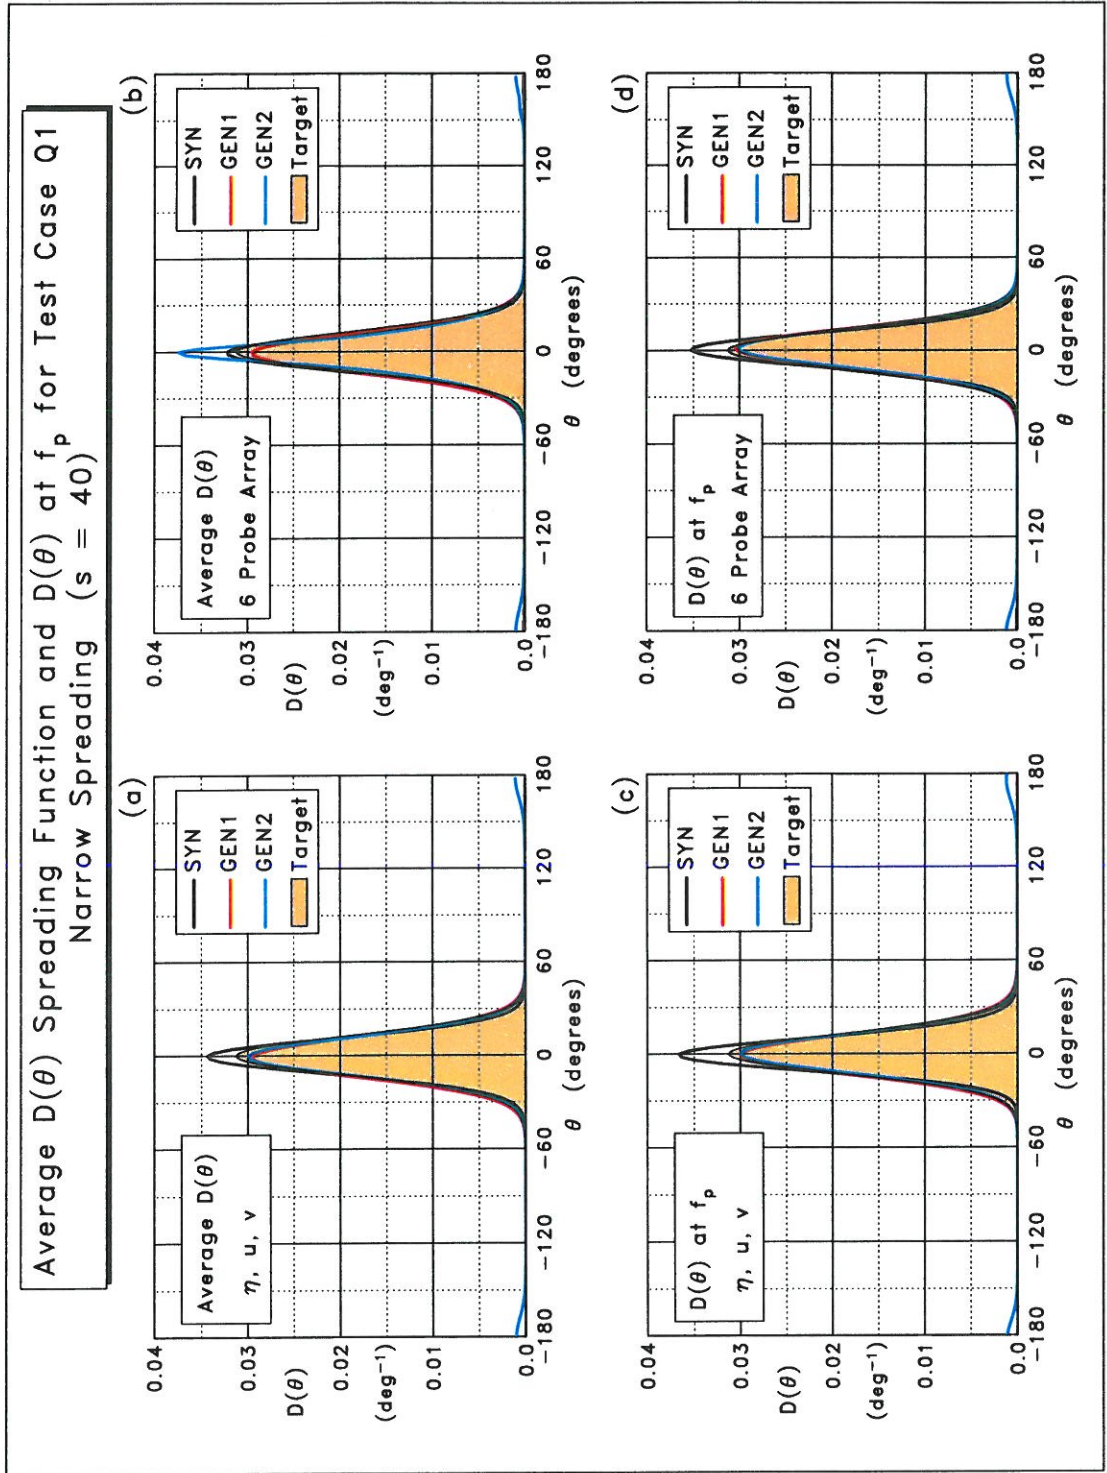 Average D(θ) Spreading Function and D(θ) at fp for Test Case Q1
Narrow Spreading (s = 40)
(a)
0.04
0.03
D(θ)
0.02
(deg⁻¹)
0.01
0.0
Average D(θ)
η, u, v
SYN
GEN1
GEN2
Target
−180 −120 −60 0 60 120 180
θ (degrees)
(b)
0.04
0.03
D(θ)
0.02
(deg⁻¹)
0.01
0.0
Average D(θ)
6 Probe Array
SYN
GEN1
GEN2
Target
−180 −120 −60 0 60 120 180
θ (degrees)
(c)
0.04
0.03
D(θ)
0.02
(deg⁻¹)
0.01
0.0
D(θ) at fp
η, u, v
SYN
GEN1
GEN2
Target
−180 −120 −60 0 60 120 180
θ (degrees)
(d)
0.04
0.03
D(θ)
0.02
(deg⁻¹)
0.01
0.0
D(θ) at fp
6 Probe Array
SYN
GEN1
GEN2
Target
−180 −120 −60 0 60 120 180
θ (degrees)